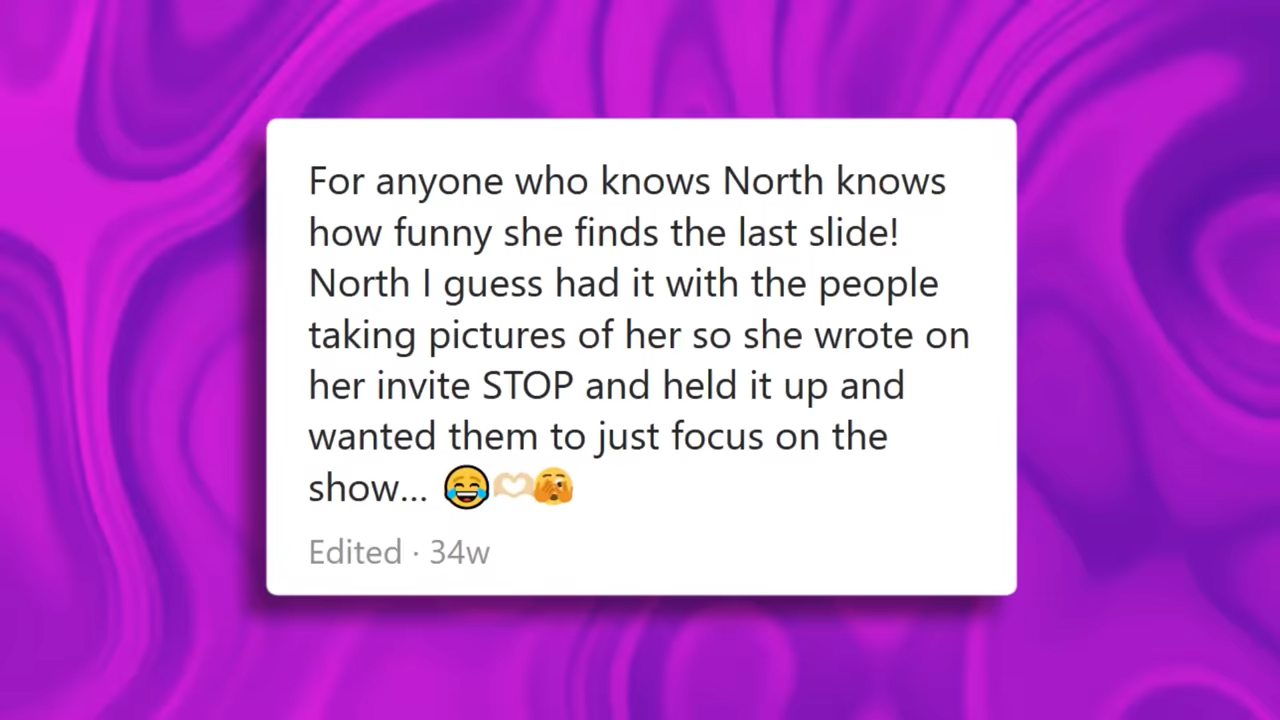 For anyone who knows North knows
how funny she finds the last slide!
North I guess had it with the people
taking pictures of her so she wrote on
her invite STOP and held it up and
wanted them to just focus on the
show... 😂🫶🏻🫣
Edited · 34w